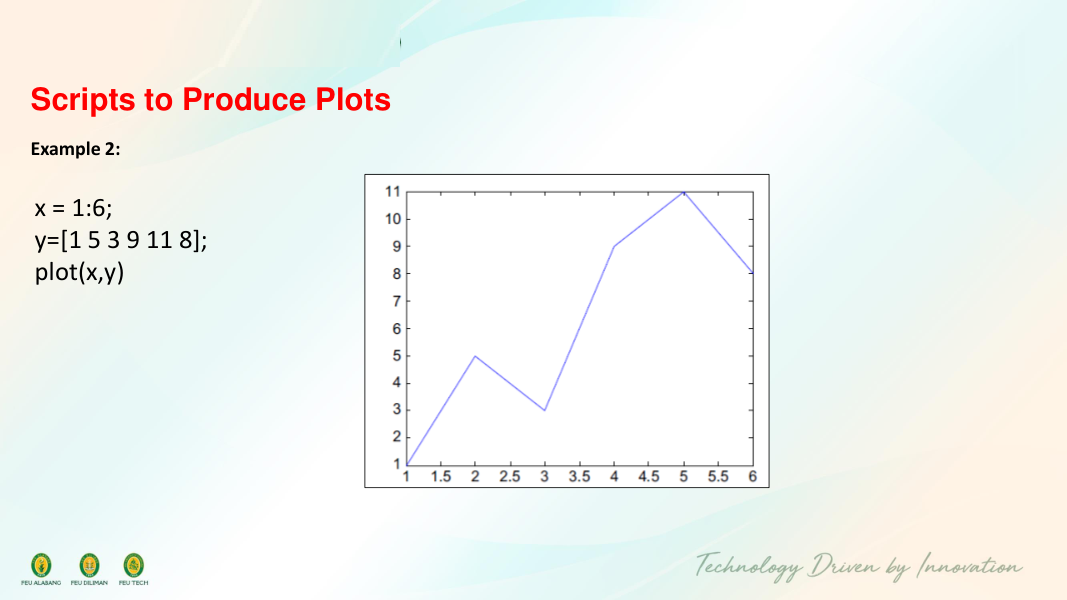 Scripts to Produce Plots
Example 2:
x = 1:6;
y=[1 5 3 9 11 8];
plot(x,y)
11
10
9
8
7
6
5
4
3
2
1
1 1.5 2 2.5 3 3.5 4 4.5 5 5.5 6
FEU ALABANG FEU DILIMAN FEU TECH
Technology Driven by Innovation